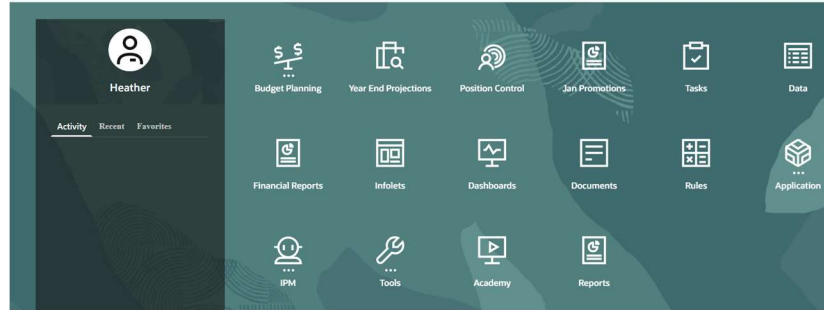 Heather
Activity Recent Favorites
Budget Planning Year End Projections Position Control Jan Promotions Tasks Data
Financial Reports Infolets Dashboards Documents Rules Application
IPM Tools Academy Reports